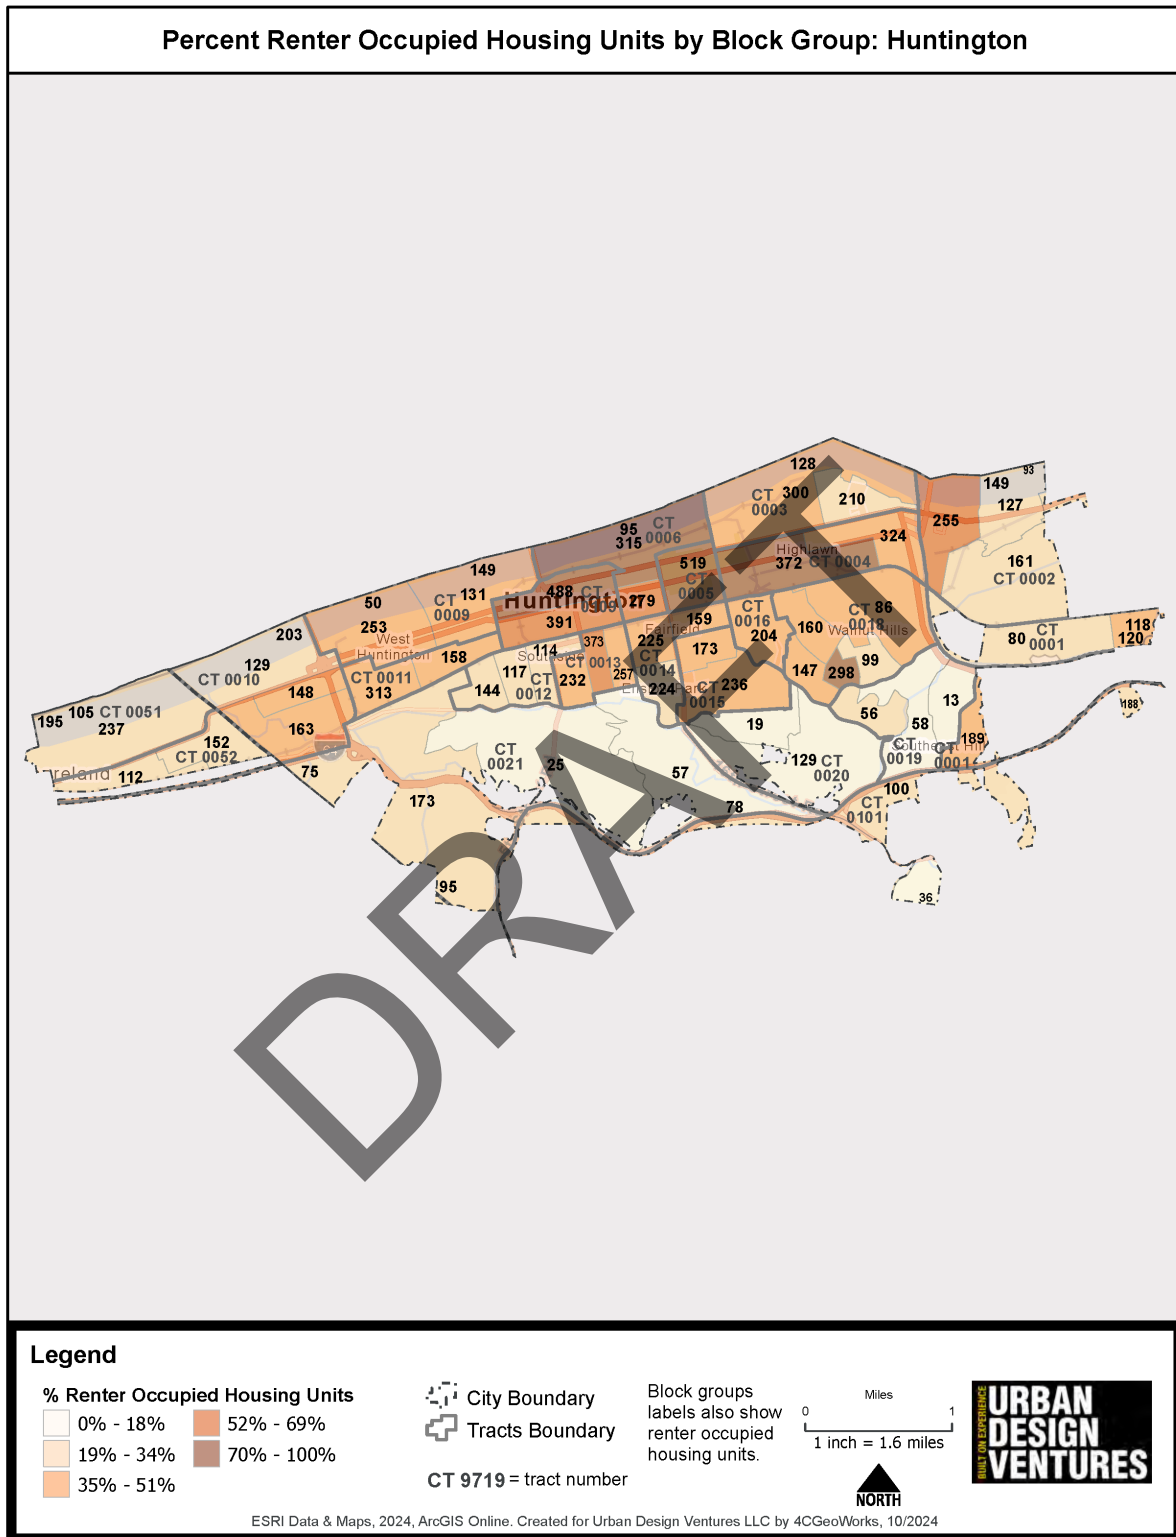 Percent Renter Occupied Housing Units by Block Group: Huntington
128
93
149
CT
0003
300
210
127
95
CT
0006
315
255
324
Highlawn
519
372
CT 0004
161
CT 0002
149
CT
0005
488
131
CT
0009
Huntington
279
50
253
391
159
CT
0016
CT
0018
86
118
120
203
West
Huntington
Fairfield
160
Walnut Hills
204
80
CT
0001
373
225
173
158
114
CT 0013
CT
0014
129
CT 0010
117
257
147
298
99
CT 0011
313
144
CT
0012
232
224
CT
0015
236
148
13
188
195
105
CT 0051
237
163
19
56
58
189
152
CT 0052
CT
0019
CT
0021
25
129
CT
0020
112
75
57
173
78
100
CT
0101
95
36
DRAFT
Legend
% Renter Occupied Housing Units
0% - 18%
52% - 69%
19% - 34%
70% - 100%
35% - 51%
City Boundary
Tracts Boundary
CT 9719 = tract number
Block groups
labels also show
renter occupied
housing units.
Miles
0 1
1 inch = 1.6 miles
NORTH
BUILT ON EXPERIENCE
URBAN
DESIGN
VENTURES
ESRI Data & Maps, 2024, ArcGIS Online. Created for Urban Design Ventures LLC by 4CGeoWorks, 10/2024